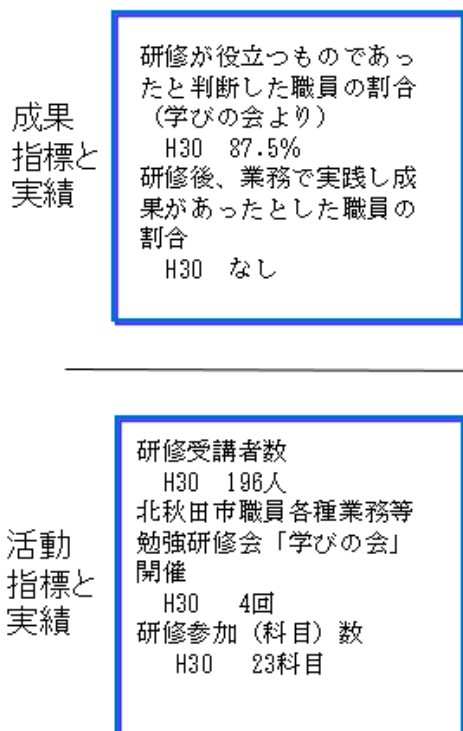 成果
指標と
実績
研修が役立つものであっ
たと判断した職員の割合
（学びの会より）
H30 87.5%
研修後、業務で実践し成
果があったとした職員の
割合
H30 なし
活動
指標と
実績
研修受講者数
H30 196人
北秋田市職員各種業務等
勉強研修会「学びの会」
開催
H30 4回
研修参加（科目）数
H30 23科目